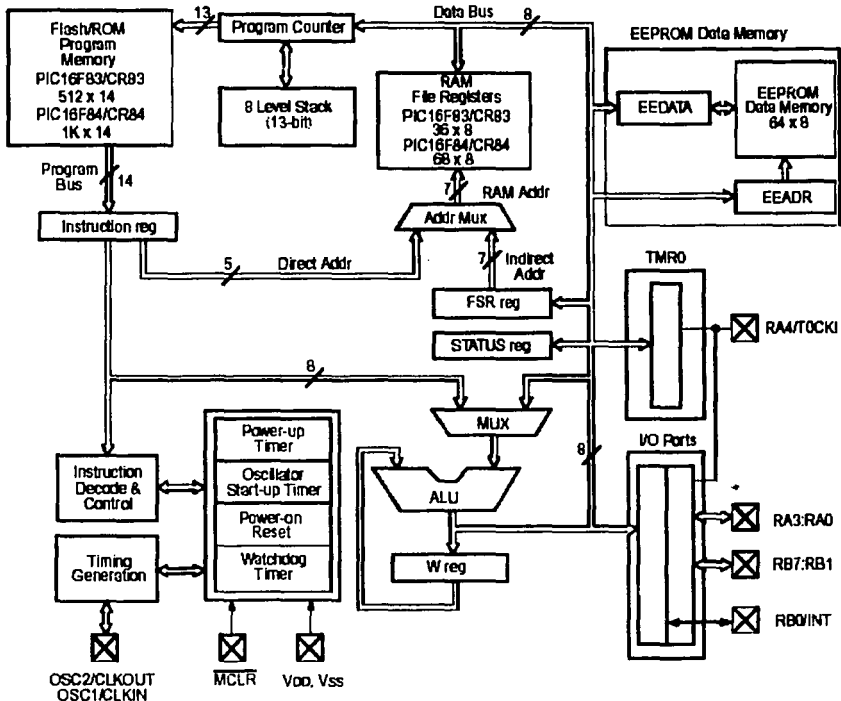 Flash/ROM
Program
Memory
PIC16F83/CR83
512 x 14
PIC16F84/CR84
1K x 14
13
Program Counter
Data Bus
8
8 Level Stack
(13-bit)
RAM
File Registers
PIC16F83/CR83
36 x 8
PIC16F84/CR84
68 x 8
EEPROM Data Memory
EEDATA
EEPROM
Data Memory
64 x 8
EEADR
Program
Bus
14
Instruction reg
7
RAM Addr
Addr Mux
5
Direct Addr
7
Indirect
Addr
FSR reg
STATUS reg
TMR0
RA4/T0CKI
8
MUX
8
I/O Ports
Power-up
Timer
Oscillator
Start-up Timer
Power-on
Reset
Watchdog
Timer
Instruction
Decode &
Control
Timing
Generation
ALU
W reg
RA3:RA0
RB7:RB1
RB0/INT
OSC2/CLKOUT
OSC1/CLKIN
MCLR
VDD, VSS